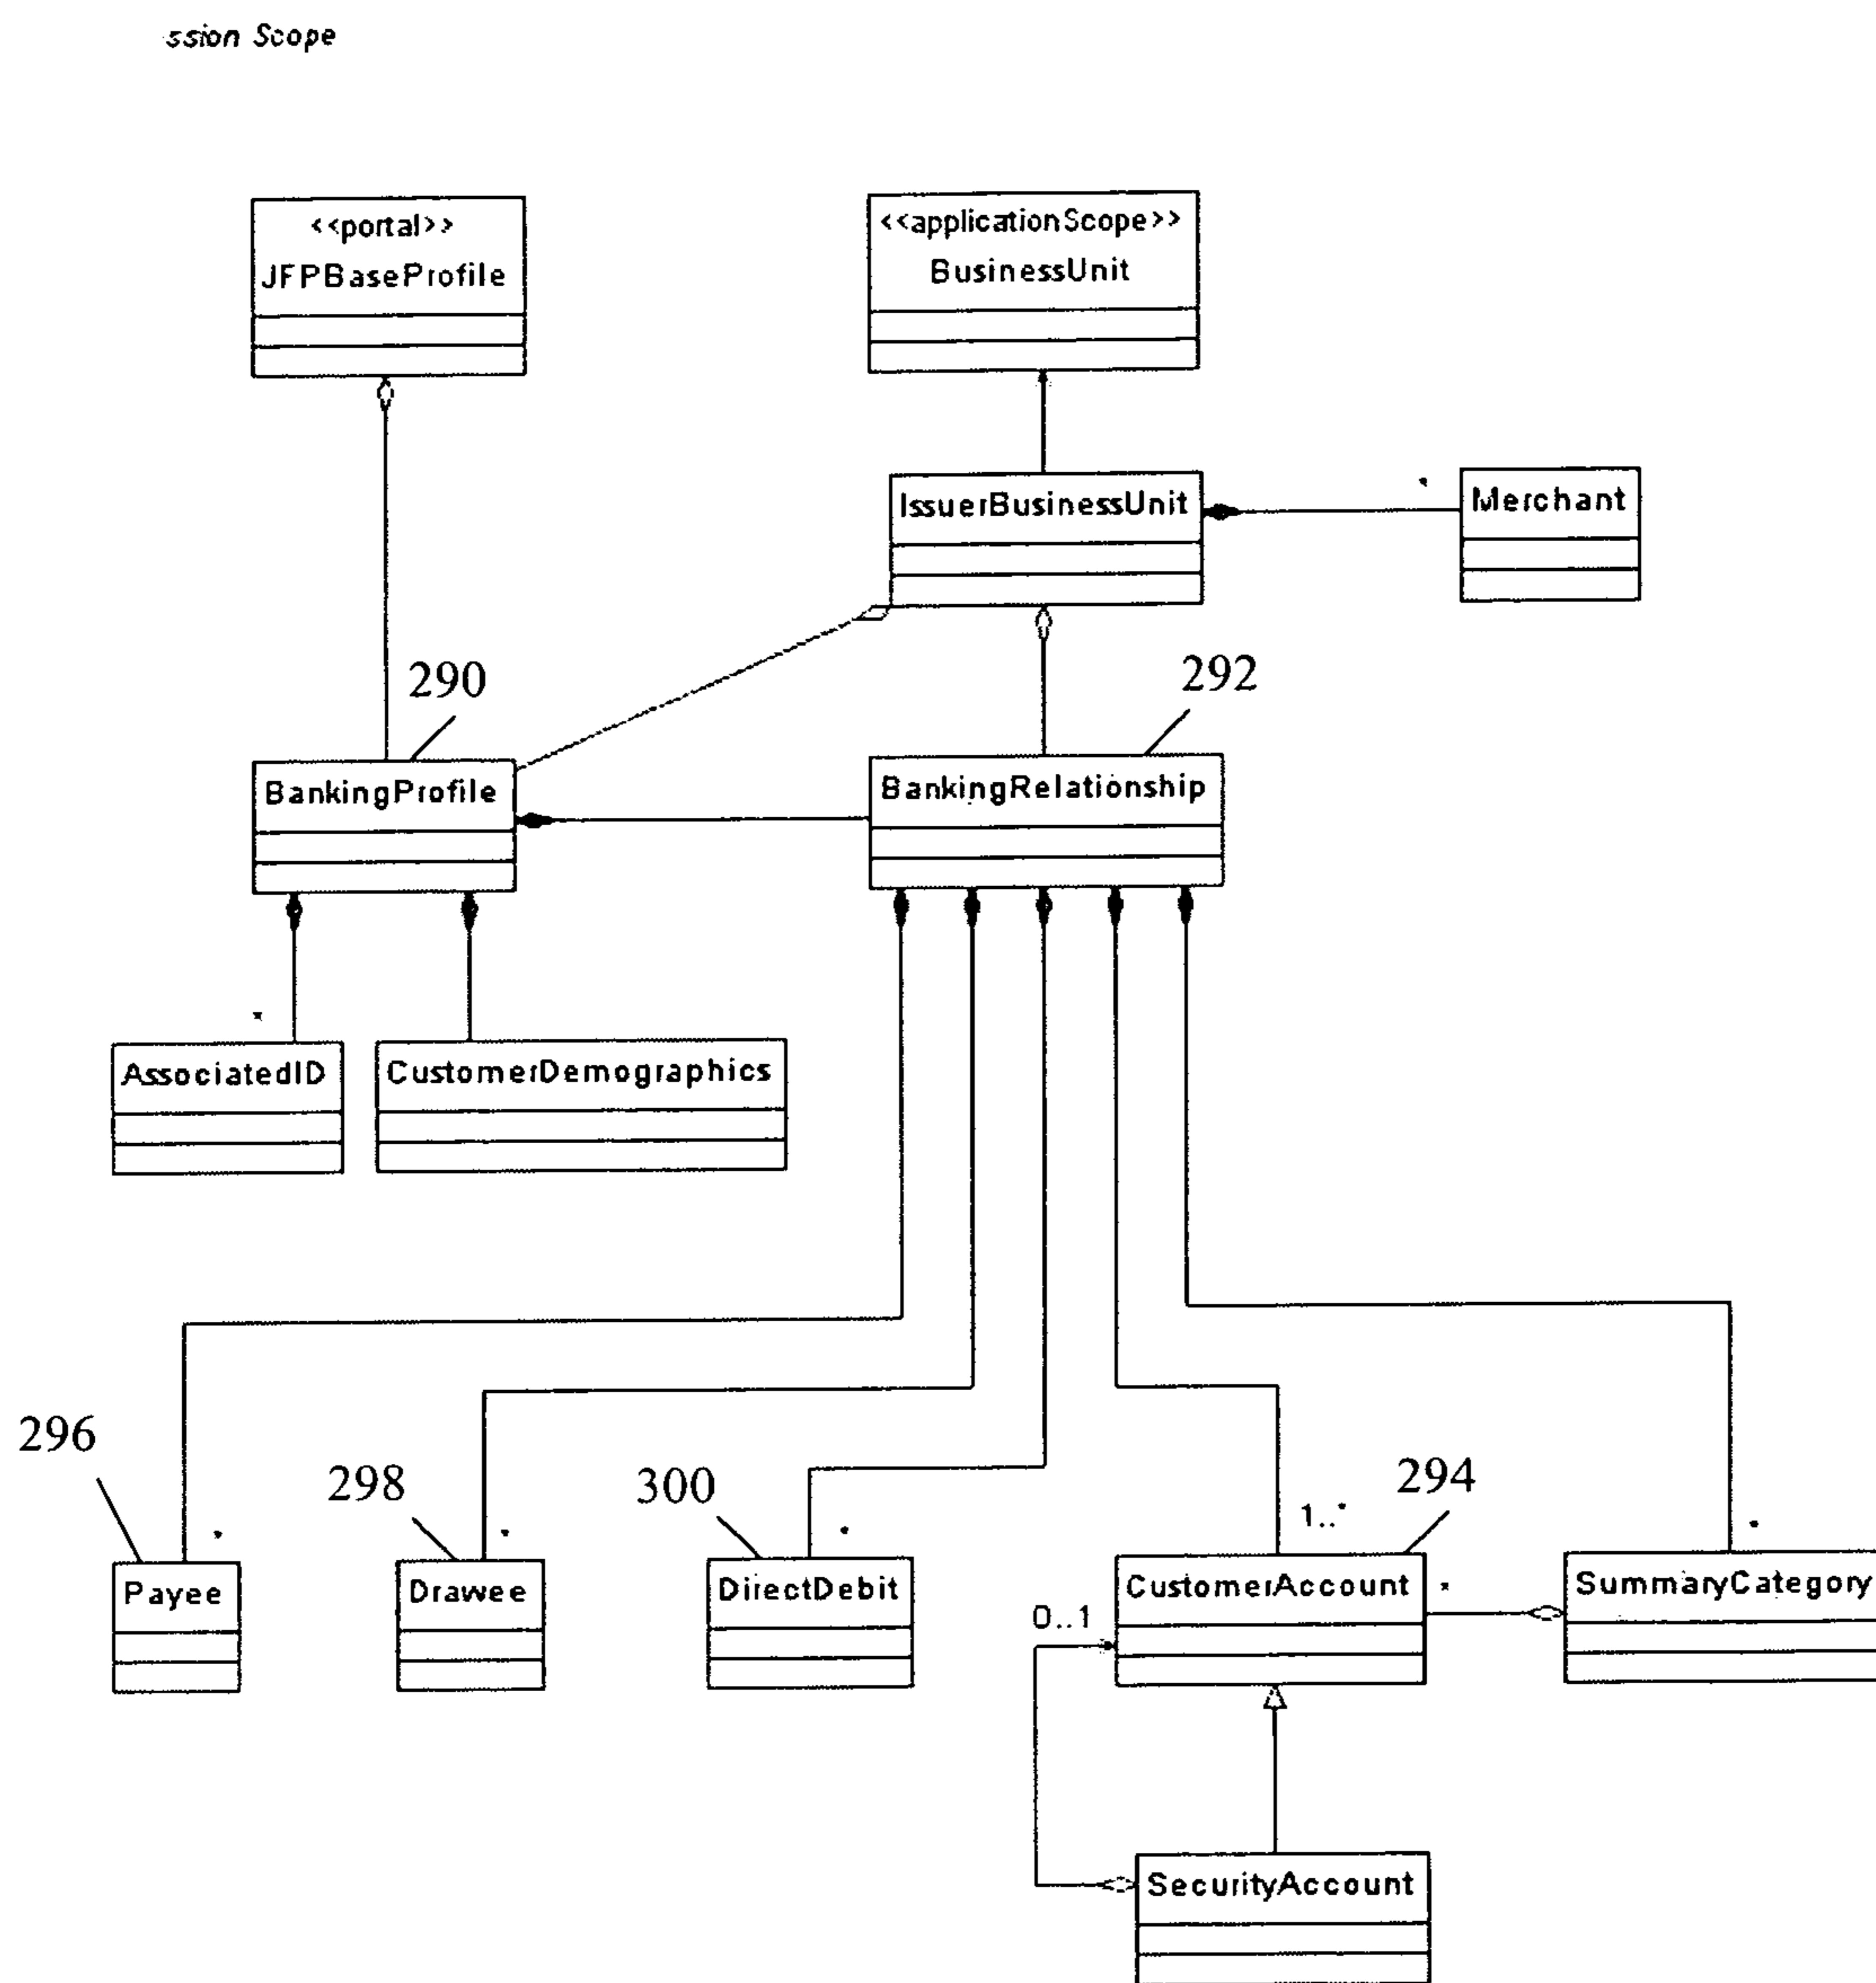 ssion Scope
<<portal>>
JFPBaseProfile
<<applicationScope>>
BusinessUnit
IssuerBusinessUnit
*
Merchant
290
292
BankingProfile
BankingRelationship
*
AssociatedID
CustomerDemographics
296
298
300
294
*
*
*
1..*
*
Payee
Drawee
DirectDebit
CustomerAccount
*
SummaryCategory
0..1
SecurityAccount